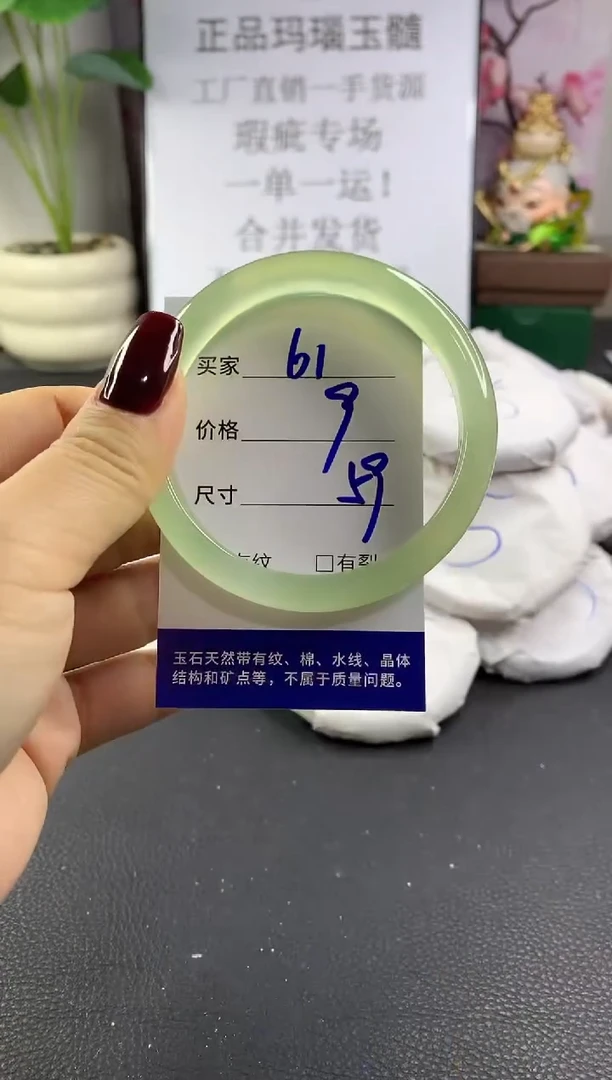 正品玛瑙玉髓
工厂直销一手货源
瑕疵专场
一单一运！
合并发货
买家 61
价格 9
尺寸 59
有纹 □有裂
玉石天然带有纹、棉、水线、晶体
结构和矿点等，不属于质量问题。